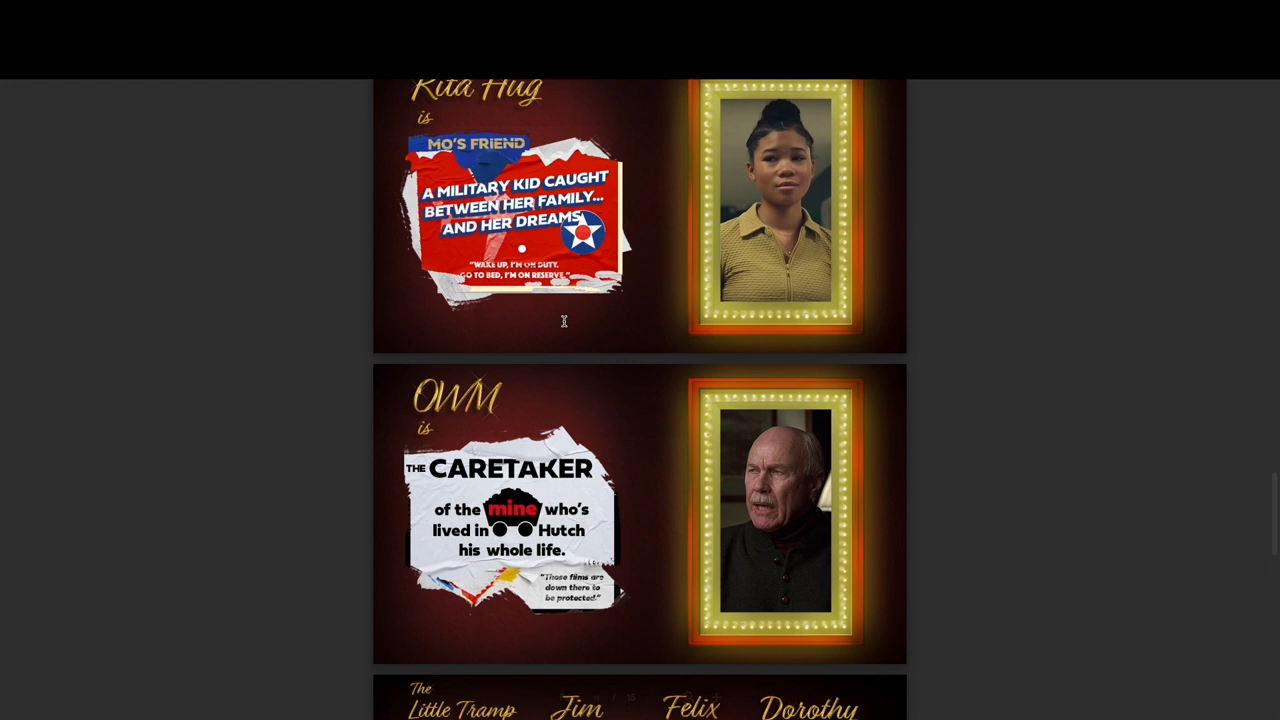 Rita Hug
is
MO'S FRIEND
A MILITARY KID CAUGHT
BETWEEN HER FAMILY...
AND HER DREAMS
"WAKE UP, I'M ON DUTY.
GO TO BED, I'M ON RESERVE."
OWM
is
THE CARETAKER
of the mine who's
lived in Hutch
his whole life.
"Those films are
down there to
be protected."
The
Little Tramp
Jim
Felix
Dorothy
/ 15